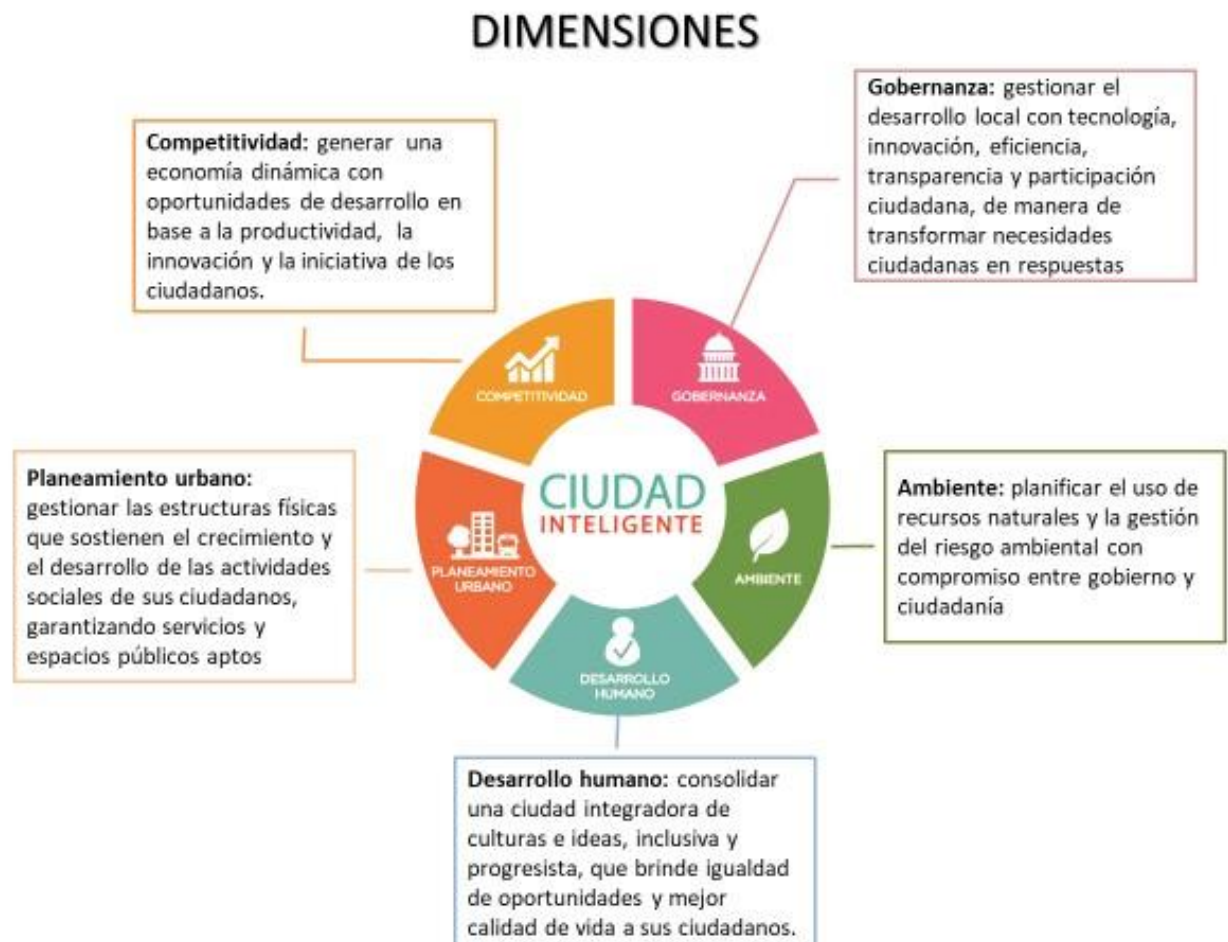 DIMENSIONES
Competitividad: generar una
economía dinámica con
oportunidades de desarrollo en
base a la productividad, la
innovación y la iniciativa de los
ciudadanos.
Gobernanza: gestionar el
desarrollo local con tecnología,
innovación, eficiencia,
transparencia y participación
ciudadana, de manera de
transformar necesidades
ciudadanas en respuestas
COMPETITIVIDAD
GOBERNANZA
CIUDAD
INTELIGENTE
PLANEAMIENTO
URBANO
AMBIENTE
DESARROLLO
HUMANO
Planeamiento urbano:
gestionar las estructuras físicas
que sostienen el crecimiento y
el desarrollo de las actividades
sociales de sus ciudadanos,
garantizando servicios y
espacios públicos aptos
Ambiente: planificar el uso de
recursos naturales y la gestión
del riesgo ambiental con
compromiso entre gobierno y
ciudadanía
Desarrollo humano: consolidar
una ciudad integradora de
culturas e ideas, inclusiva y
progresista, que brinde igualdad
de oportunidades y mejor
calidad de vida a sus ciudadanos.